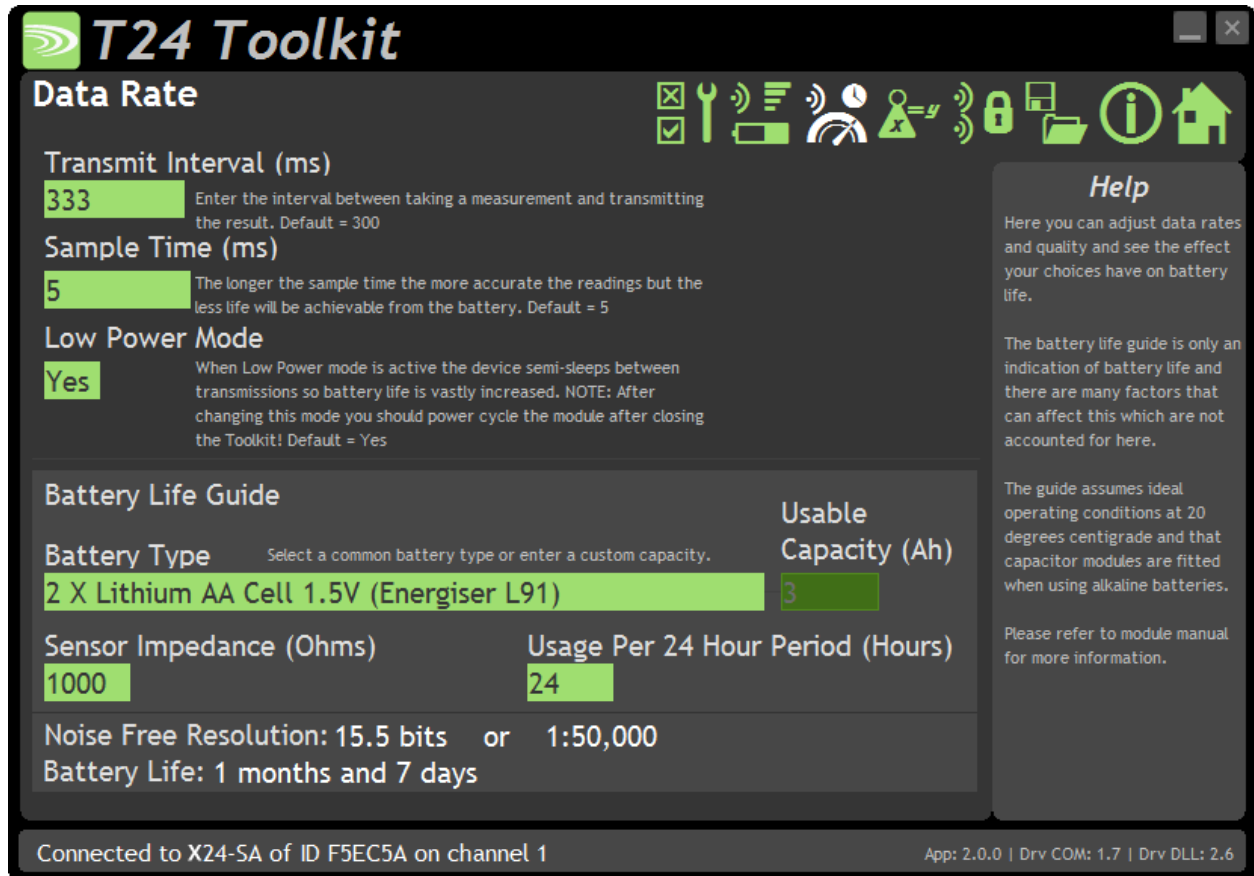 T24 Toolkit
Data Rate
Transmit Interval (ms)
333
Enter the interval between taking a measurement and transmitting
the result. Default = 300
Sample Time (ms)
5
The longer the sample time the more accurate the readings but the
less life will be achievable from the battery. Default = 5
Low Power Mode
Yes
When Low Power mode is active the device semi-sleeps between
transmissions so battery life is vastly increased. NOTE: After
changing this mode you should power cycle the module after closing
the Toolkit! Default = Yes
Battery Life Guide
Usable
Capacity (Ah)
Battery Type Select a common battery type or enter a custom capacity.
2 X Lithium AA Cell 1.5V (Energiser L91) 3
Sensor Impedance (Ohms) Usage Per 24 Hour Period (Hours)
1000 24
Noise Free Resolution: 15.5 bits or 1:50,000
Battery Life: 1 months and 7 days
x=y
Help
Here you can adjust data rates
and quality and see the effect
your choices have on battery
life.
The battery life guide is only an
indication of battery life and
there are many factors that
can affect this which are not
accounted for here.
The guide assumes ideal
operating conditions at 20
degrees centigrade and that
capacitor modules are fitted
when using alkaline batteries.
Please refer to module manual
for more information.
Connected to X24-SA of ID F5EC5A on channel 1
App: 2.0.0 | Drv COM: 1.7 | Drv DLL: 2.6